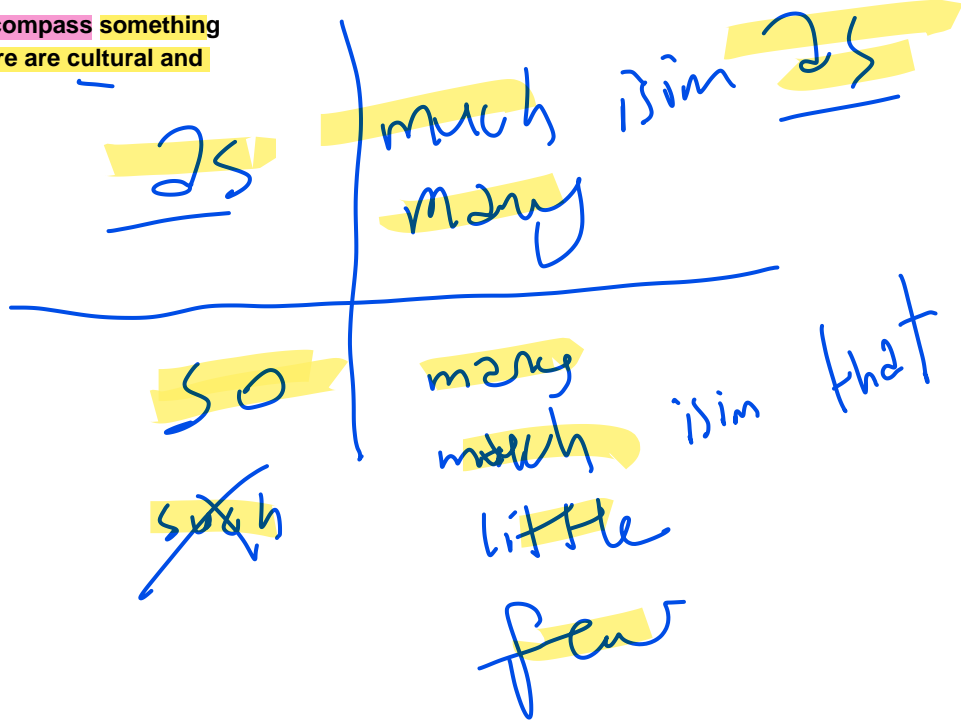 compass something
re are cultural and
as much isim as
many
so many isim that
such much
little
few